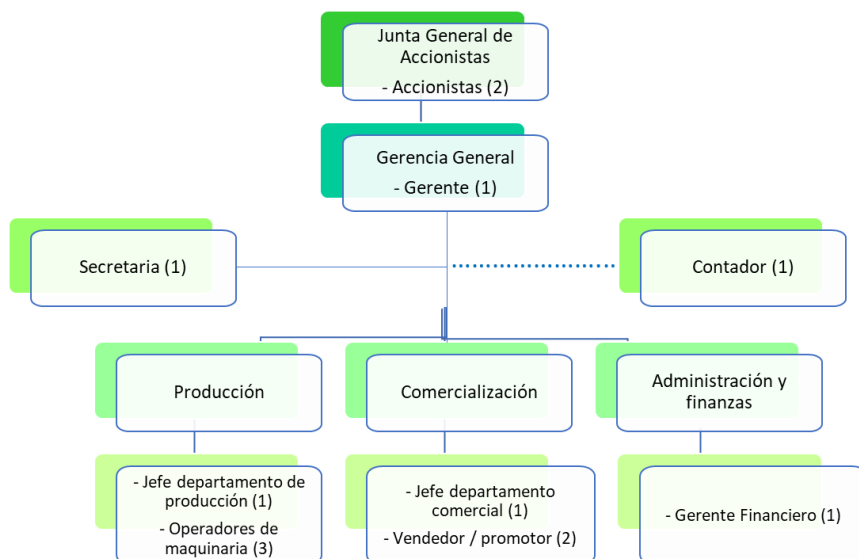 Junta General de
Accionistas
- Accionistas (2)
Gerencia General
- Gerente (1)
Secretaria (1)
Contador (1)
Producción
Comercialización
Administración y
finanzas
- Jefe departamento de
producción (1)
- Operadores de
maquinaria (3)
- Jefe departamento
comercial (1)
- Vendedor / promotor (2)
- Gerente Financiero (1)